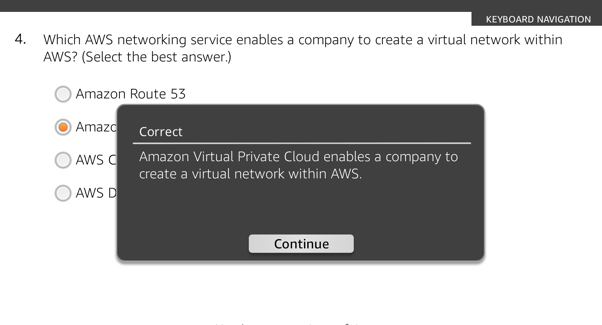 KEYBOARD NAVIGATION
4. Which AWS networking service enables a company to create a virtual network within
AWS? (Select the best answer.)
Amazon Route 53
Amazo
AWS C
AWS D
Correct
Amazon Virtual Private Cloud enables a company to
create a virtual network within AWS.
Continue